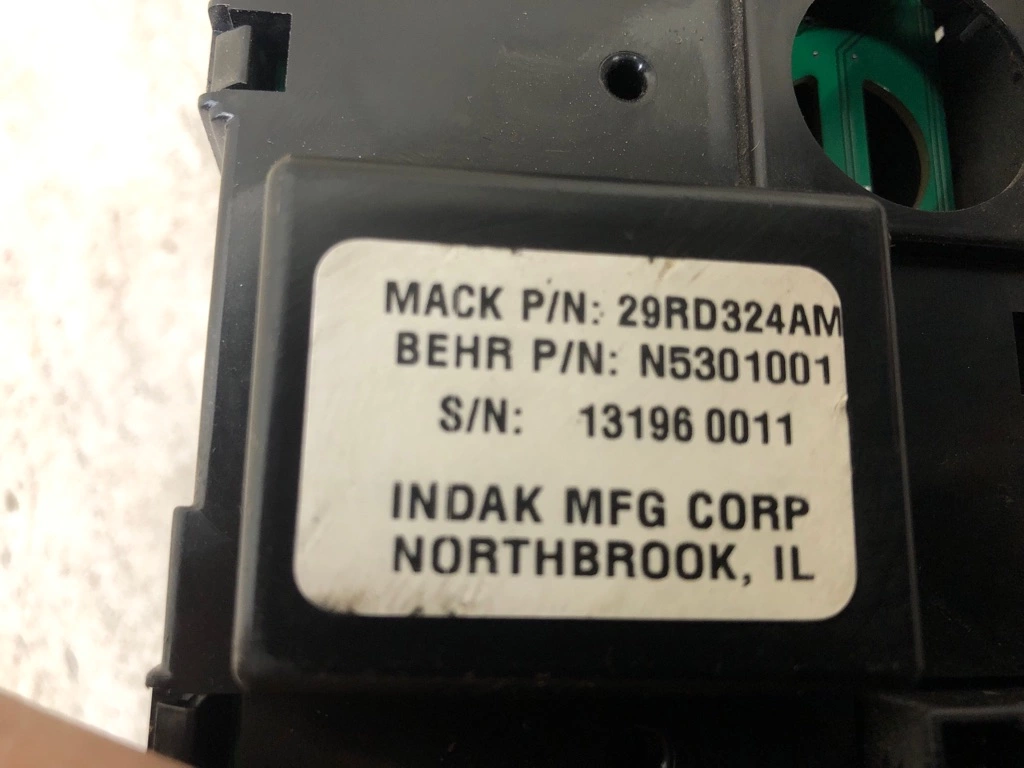 MACK P/N: 29RD324AM
BEHR P/N: N5301001
S/N: 13196 0011
INDAK MFG CORP
NORTHBROOK, IL